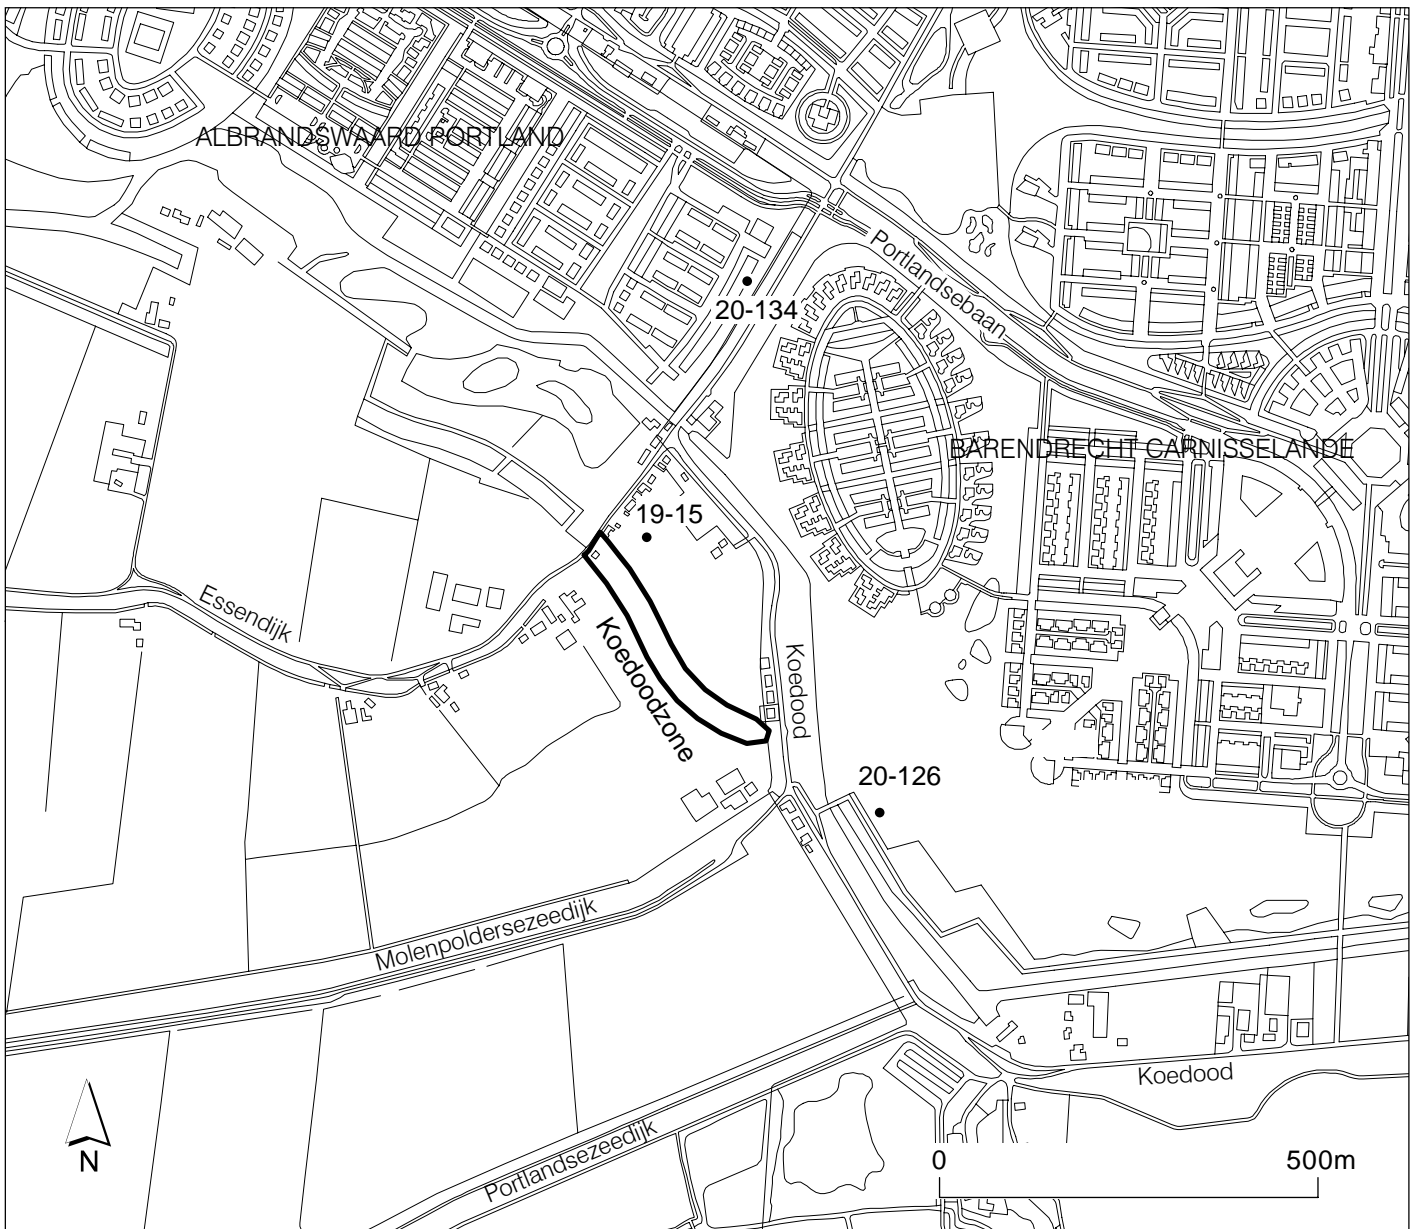 ALBRANDSWAARD PORTLAND
Portlandsebaan
20-134
BARENDRECHT CARNISSELANDE
19-15
Essendijk
Koedoodzone
Koedood
20-126
Molenpoldersezeedijk
Koedood
Portlandsezeedijk
N
0
500m